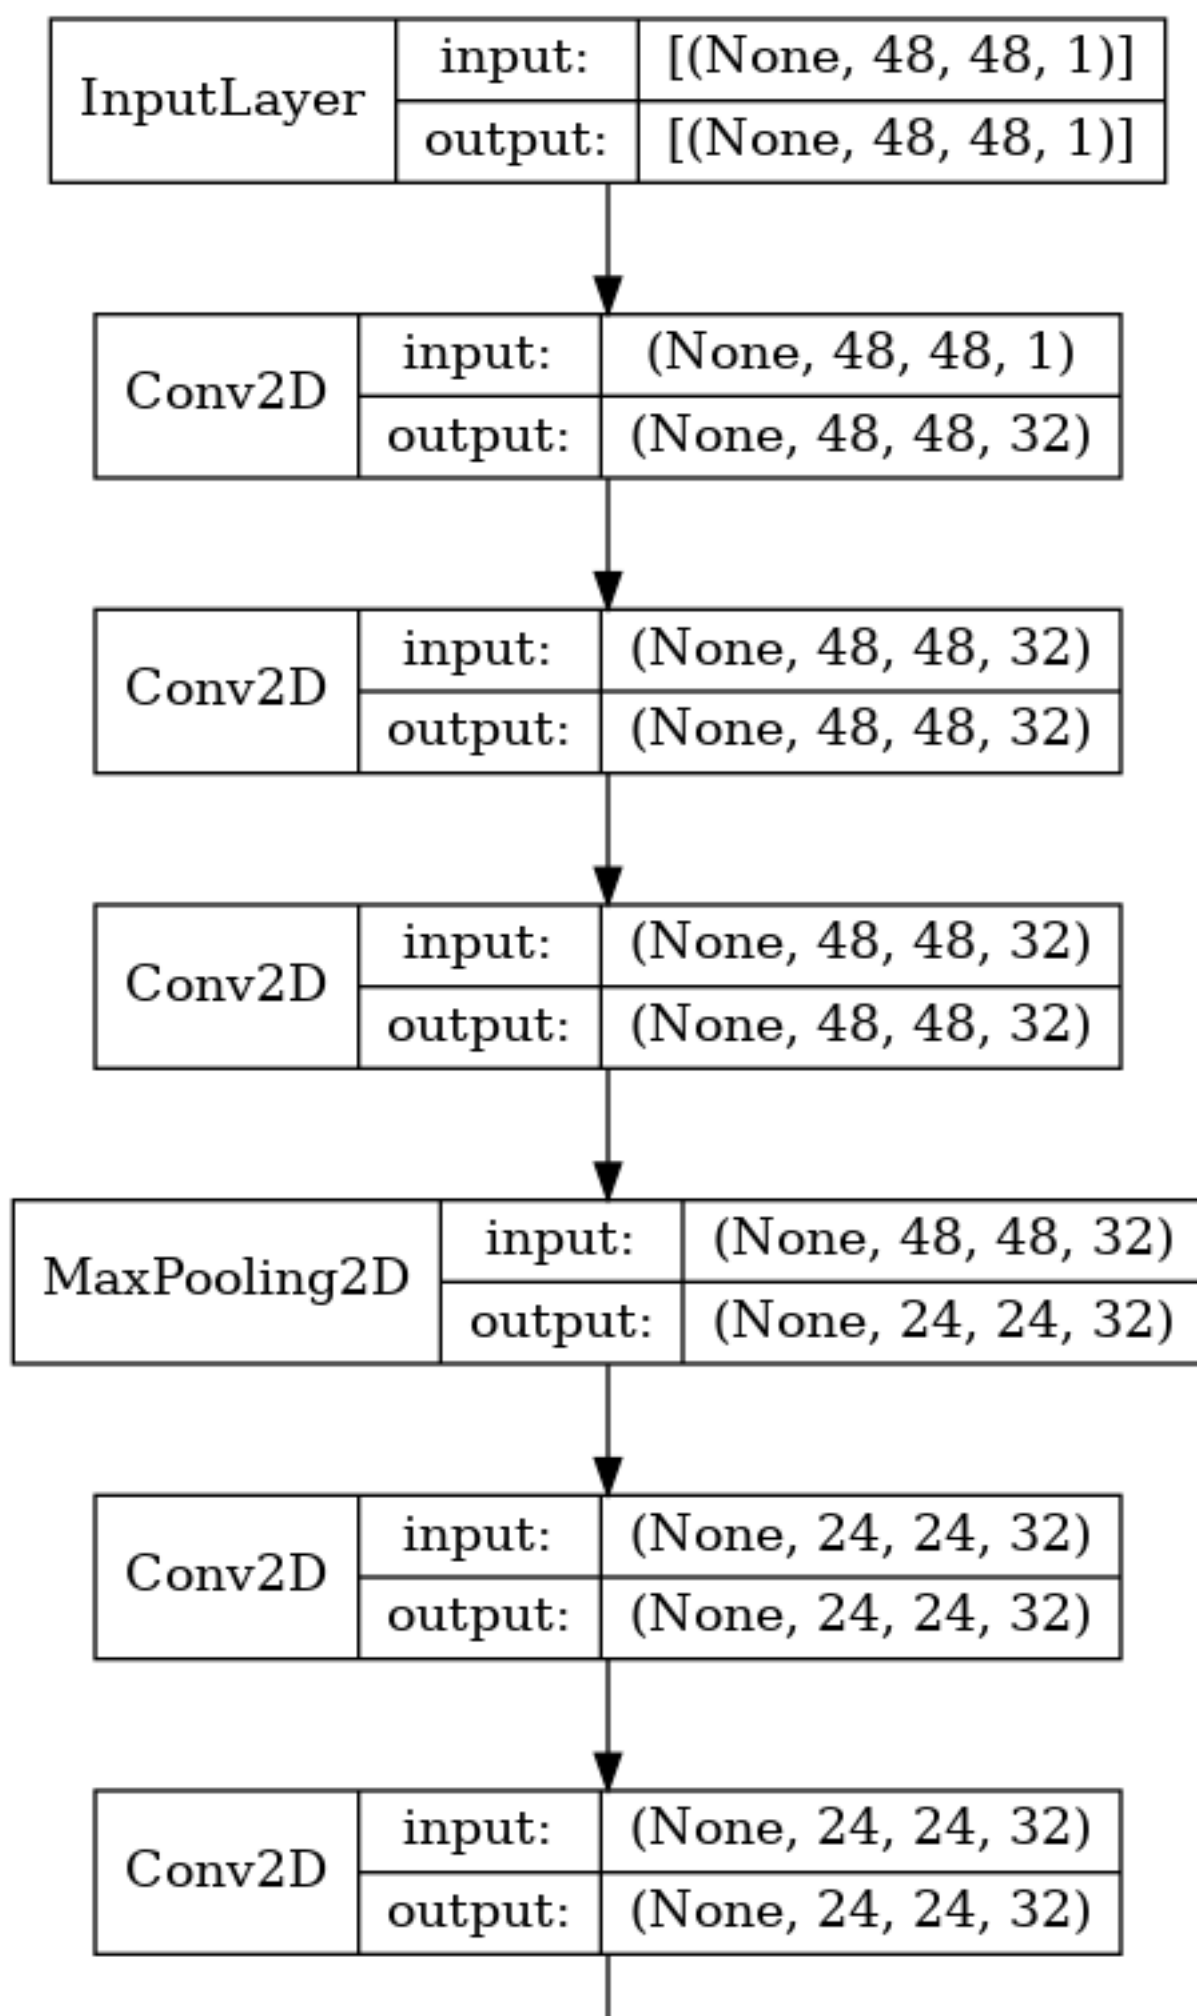 InputLayer
input: [(None, 48, 48, 1)]
output: [(None, 48, 48, 1)]
Conv2D
input: (None, 48, 48, 1)
output: (None, 48, 48, 32)
Conv2D
input: (None, 48, 48, 32)
output: (None, 48, 48, 32)
Conv2D
input: (None, 48, 48, 32)
output: (None, 48, 48, 32)
MaxPooling2D
input: (None, 48, 48, 32)
output: (None, 24, 24, 32)
Conv2D
input: (None, 24, 24, 32)
output: (None, 24, 24, 32)
Conv2D
input: (None, 24, 24, 32)
output: (None, 24, 24, 32)